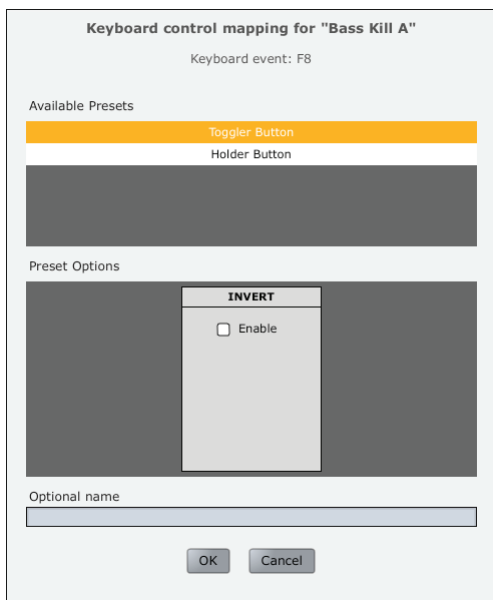 Keyboard control mapping for "Bass Kill A"
Keyboard event: F8
Available Presets
Toggler Button
Holder Button
Preset Options
INVERT
Enable
Optional name
OK Cancel